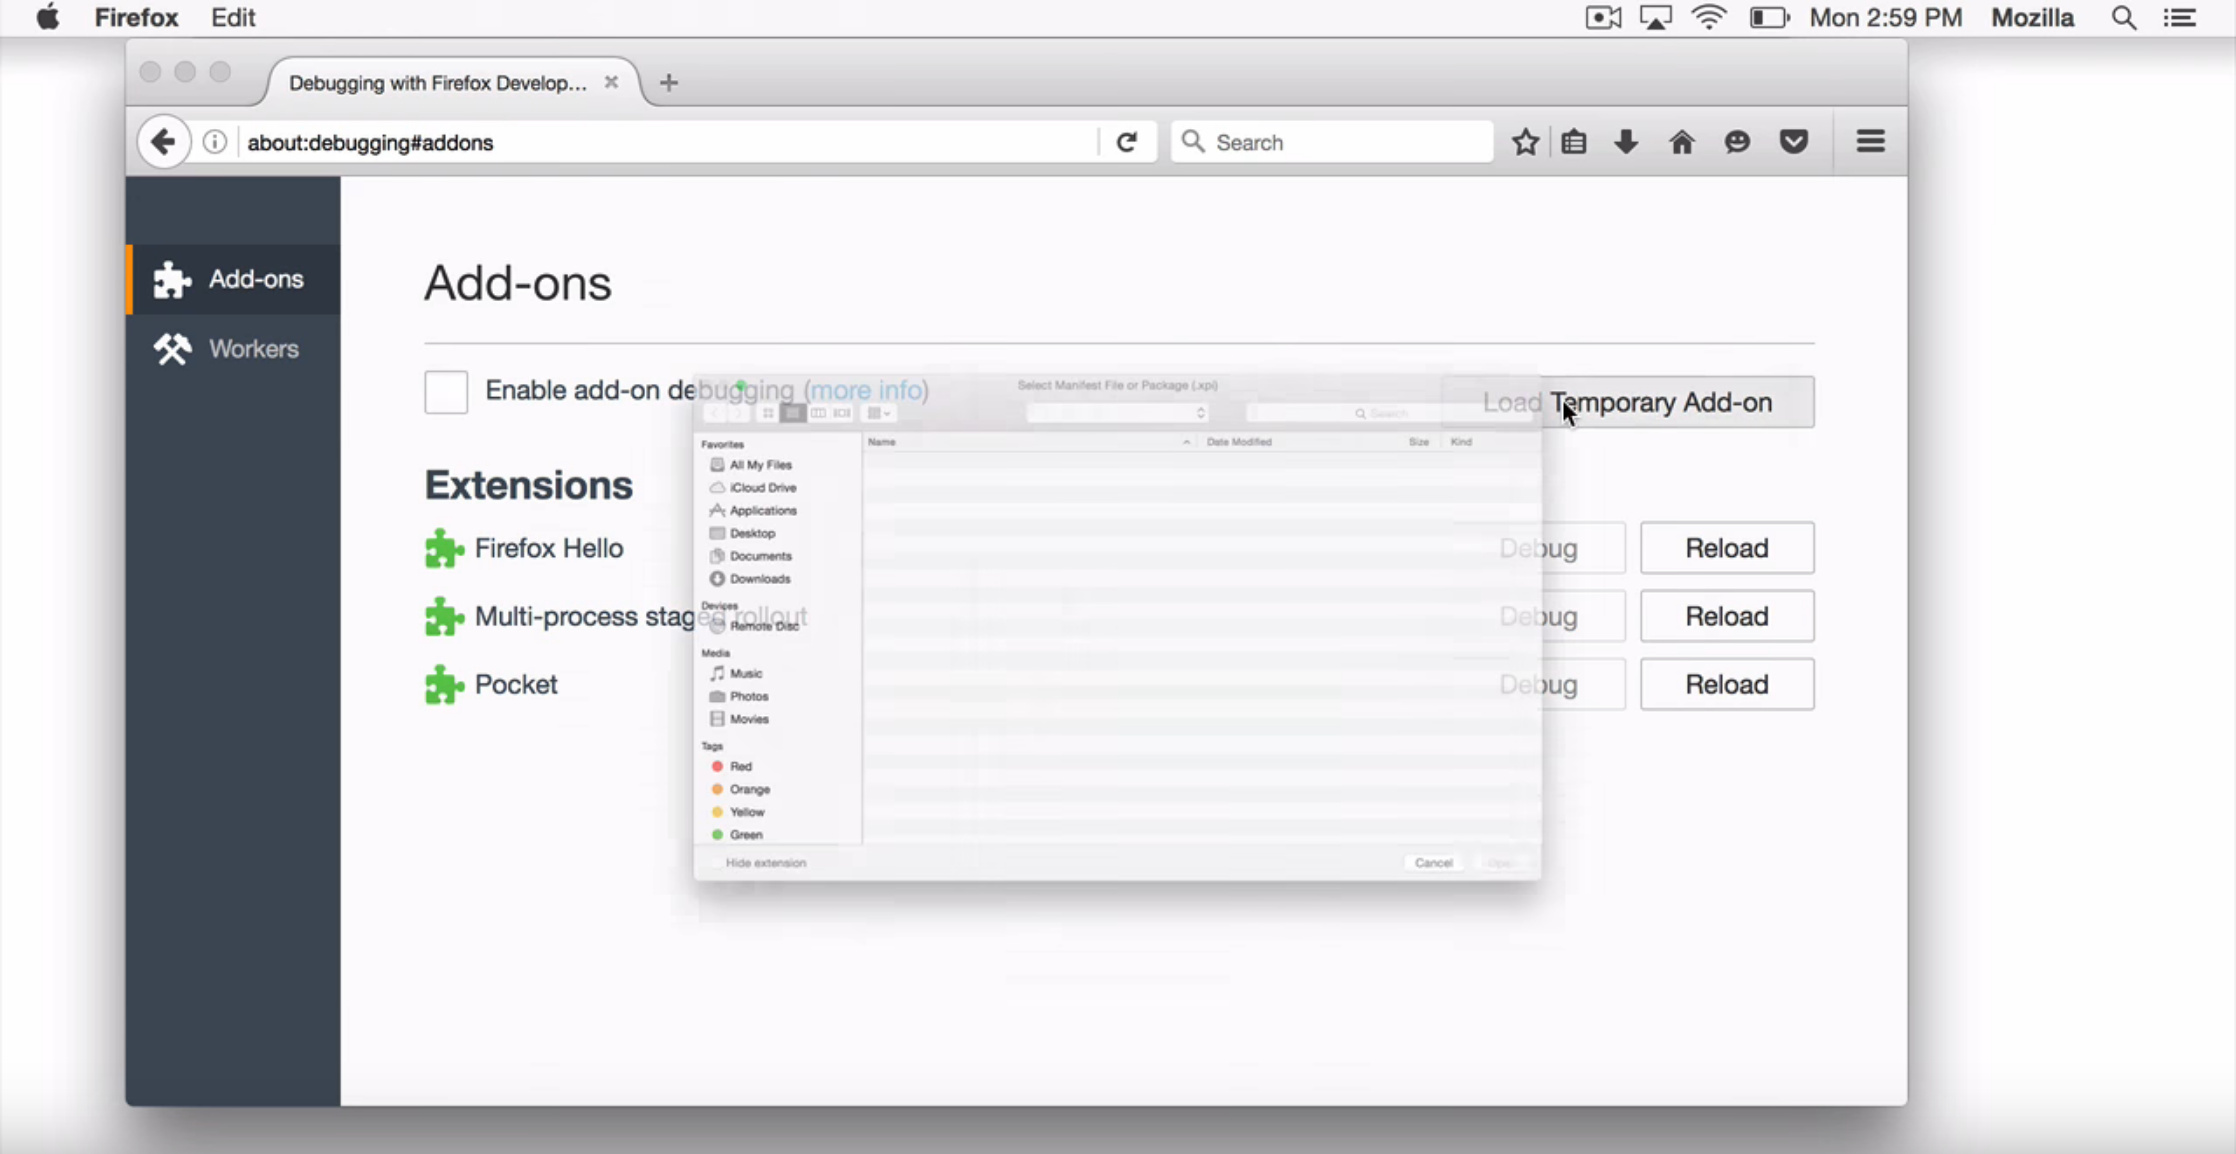 Firefox Edit Mon 2:59 PM Mozilla
Debugging with Firefox Develop...
about:debugging#addons Search
Add-ons
Workers
Add-ons
Enable add-on debugging (more info)
Load Temporary Add-on
Extensions
Firefox Hello Debug Reload
Multi-process staged rollout Debug Reload
Pocket Debug Reload
Select Manifest File or Package (.xpi)
Search
Favorites
All My Files
iCloud Drive
Applications
Desktop
Documents
Downloads
Devices
Remote Disc
Media
Music
Photos
Movies
Tags
Red
Orange
Yellow
Green
Name Date Modified Size Kind
Hide extension Cancel